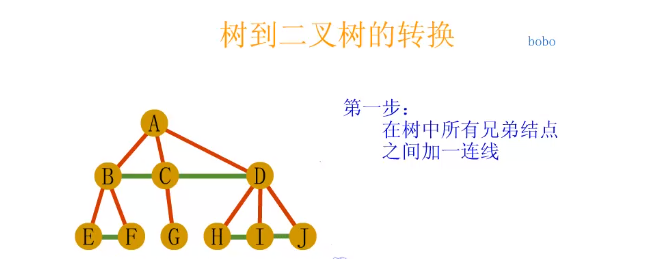 树到二叉树的转换
bobo
第一步：
在树中所有兄弟结点
之间加一连线
A
B C D
E F G H I J